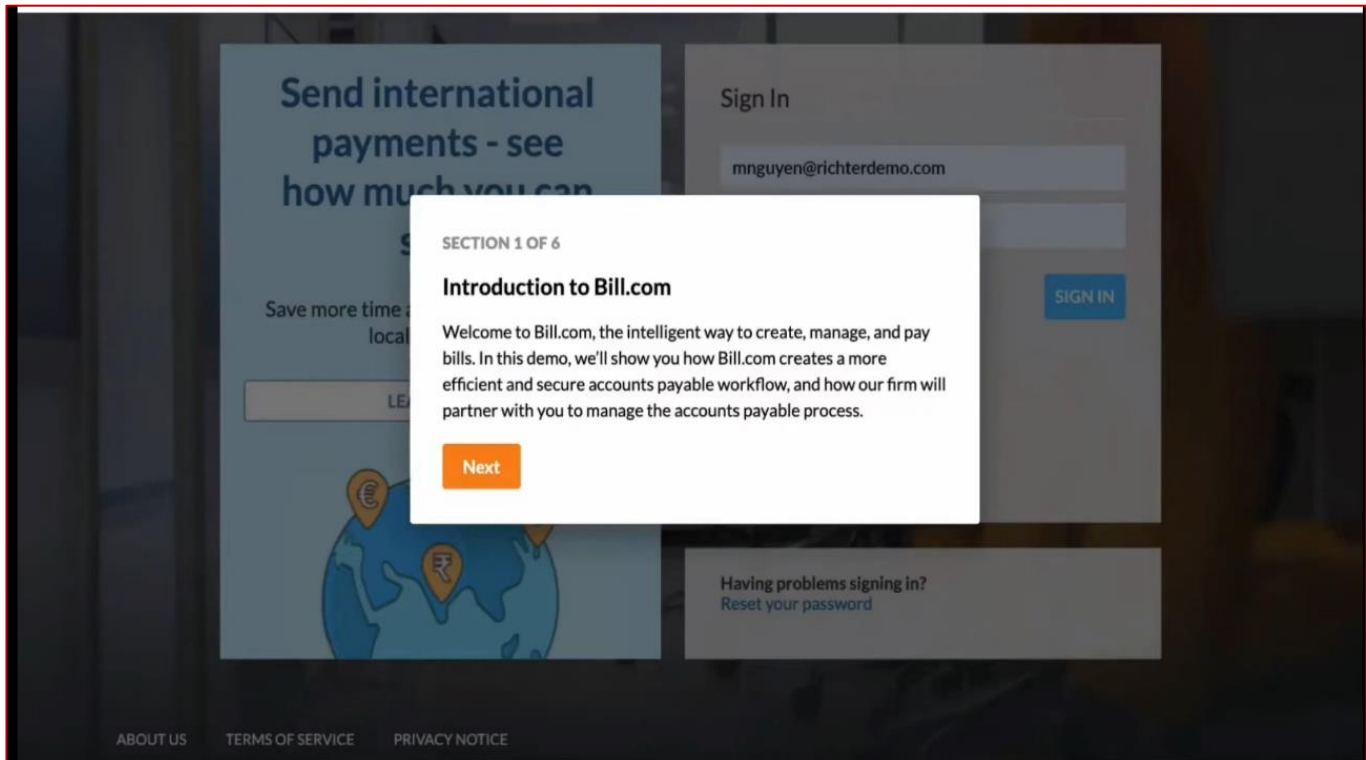 Send international
payments - see
how much you can
s
Save more time a
local
LEA
€
₹
Sign In
mnguyen@richterdemo.com
SIGN IN
SECTION 1 OF 6
Introduction to Bill.com
Welcome to Bill.com, the intelligent way to create, manage, and pay
bills. In this demo, we'll show you how Bill.com creates a more
efficient and secure accounts payable workflow, and how our firm will
partner with you to manage the accounts payable process.
Next
Having problems signing in?
Reset your password
ABOUT US TERMS OF SERVICE PRIVACY NOTICE